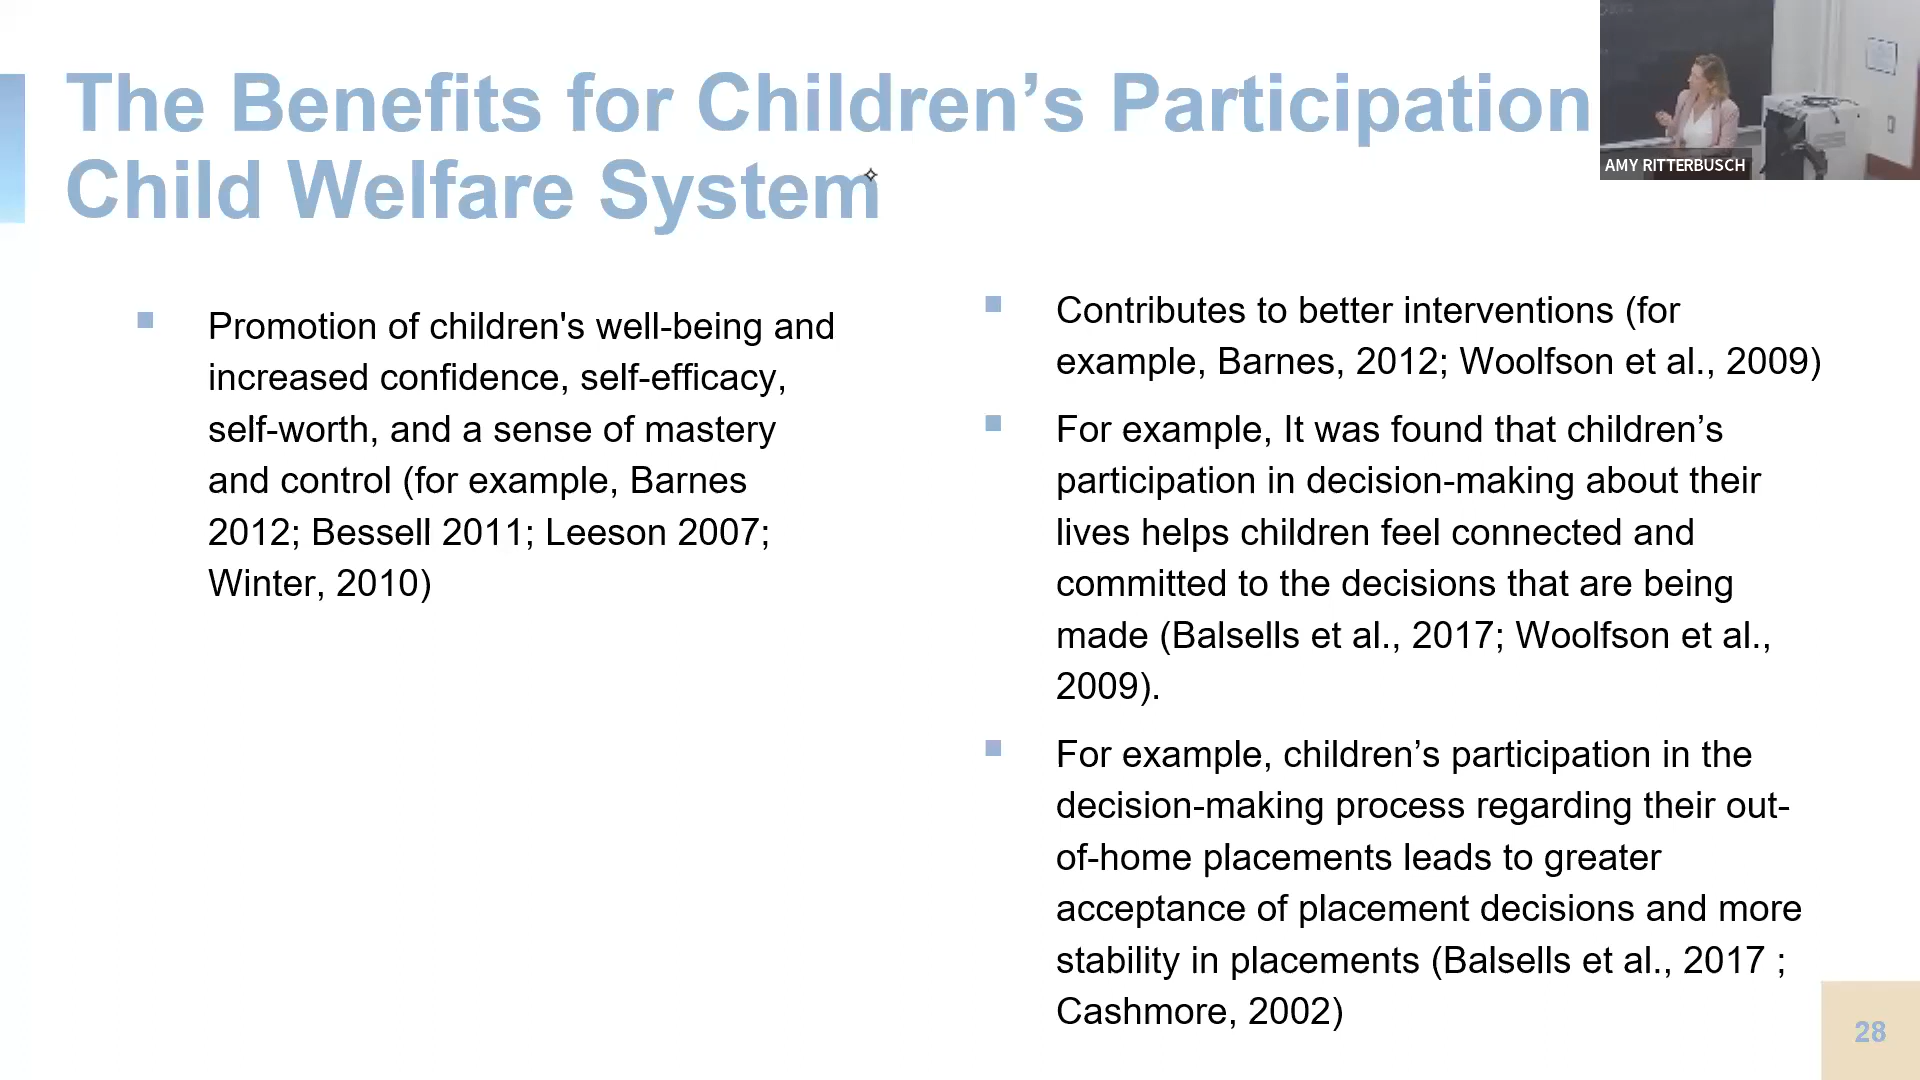 The Benefits for Children’s Participation
Child Welfare System
AMY RITTERBUSCH
Promotion of children's well-being and
increased confidence, self-efficacy,
self-worth, and a sense of mastery
and control (for example, Barnes
2012; Bessell 2011; Leeson 2007;
Winter, 2010)
Contributes to better interventions (for
example, Barnes, 2012; Woolfson et al., 2009)
For example, It was found that children’s
participation in decision-making about their
lives helps children feel connected and
committed to the decisions that are being
made (Balsells et al., 2017; Woolfson et al.,
2009).
For example, children’s participation in the
decision-making process regarding their out-
of-home placements leads to greater
acceptance of placement decisions and more
stability in placements (Balsells et al., 2017 ;
Cashmore, 2002)
28